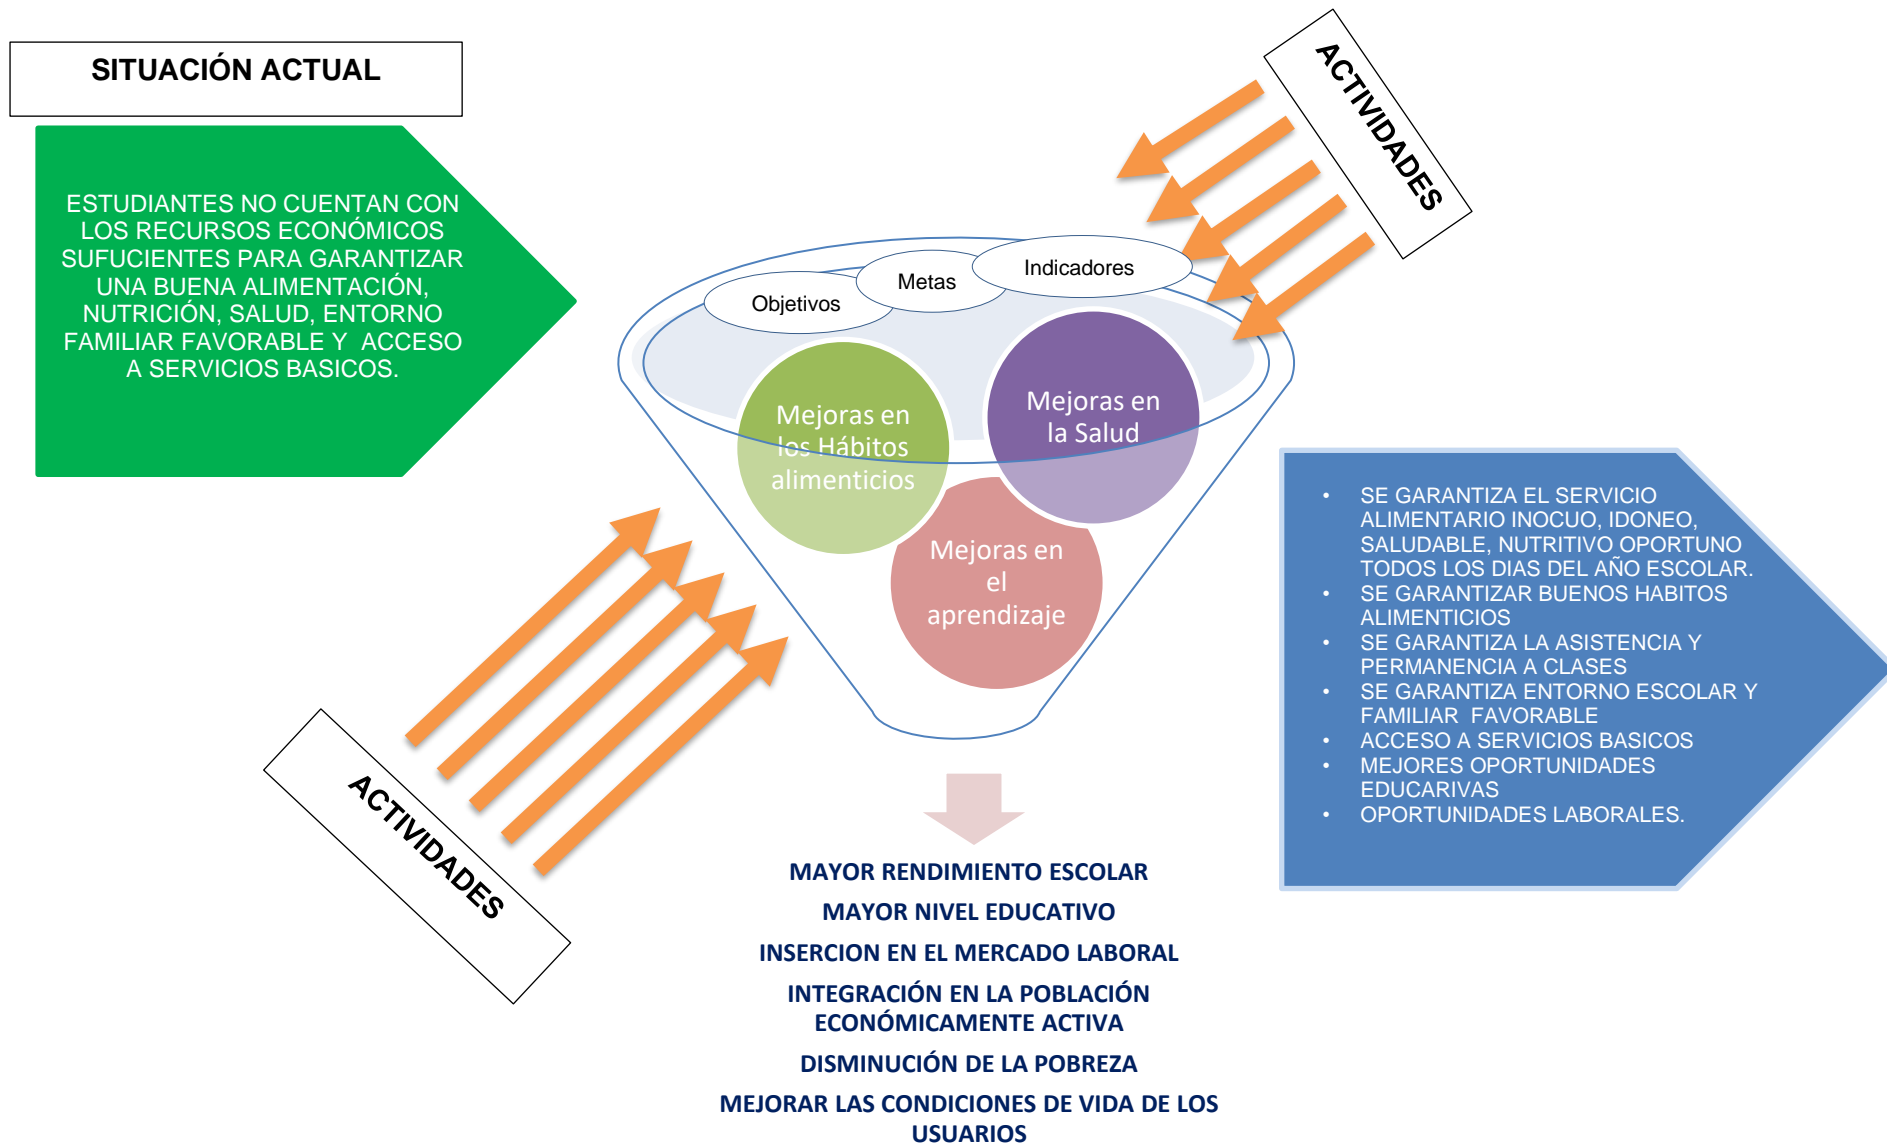 SITUACIÓN ACTUAL
ESTUDIANTES NO CUENTAN CON
LOS RECURSOS ECONÓMICOS
SUFUCIENTES PARA GARANTIZAR
UNA BUENA ALIMENTACIÓN,
NUTRICIÓN, SALUD, ENTORNO
FAMILIAR FAVORABLE Y  ACCESO
A SERVICIOS BASICOS.
ACTIVIDADES
Objetivos
Metas
Indicadores
Mejoras en
los Hábitos
alimenticios
Mejoras en
la Salud
Mejoras en
el
aprendizaje
ACTIVIDADES
• SE GARANTIZA EL SERVICIO
ALIMENTARIO INOCUO, IDONEO,
SALUDABLE, NUTRITIVO OPORTUNO
TODOS LOS DIAS DEL AÑO ESCOLAR.
• SE GARANTIZAR BUENOS HABITOS
ALIMENTICIOS
• SE GARANTIZA LA ASISTENCIA Y
PERMANENCIA A CLASES
• SE GARANTIZA ENTORNO ESCOLAR Y
FAMILIAR  FAVORABLE
• ACCESO A SERVICIOS BASICOS
• MEJORES OPORTUNIDADES
EDUCARIVAS
• OPORTUNIDADES LABORALES.
MAYOR RENDIMIENTO ESCOLAR
MAYOR NIVEL EDUCATIVO
INSERCION EN EL MERCADO LABORAL
INTEGRACIÓN EN LA POBLACIÓN
ECONÓMICAMENTE ACTIVA
DISMINUCIÓN DE LA POBREZA
MEJORAR LAS CONDICIONES DE VIDA DE LOS
USUARIOS